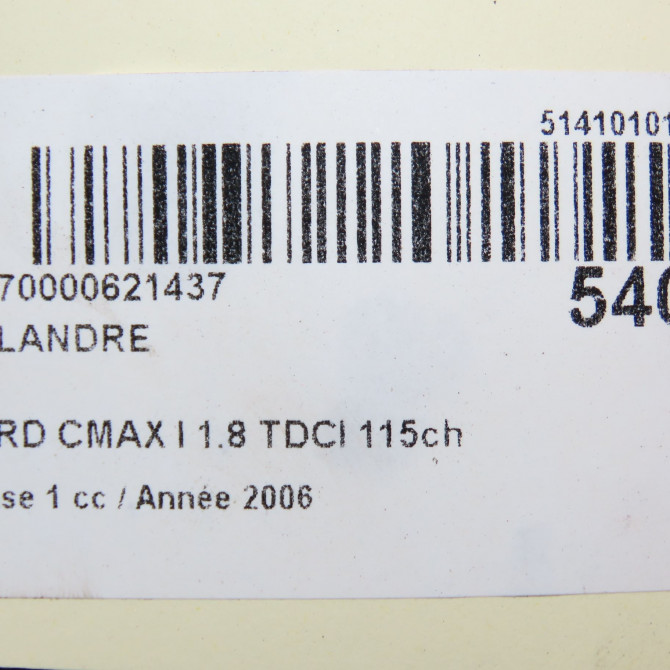 51410101
70000621437
540
LANDRE
RD CMAX I 1.8 TDCI 115ch
se 1 cc / Année 2006